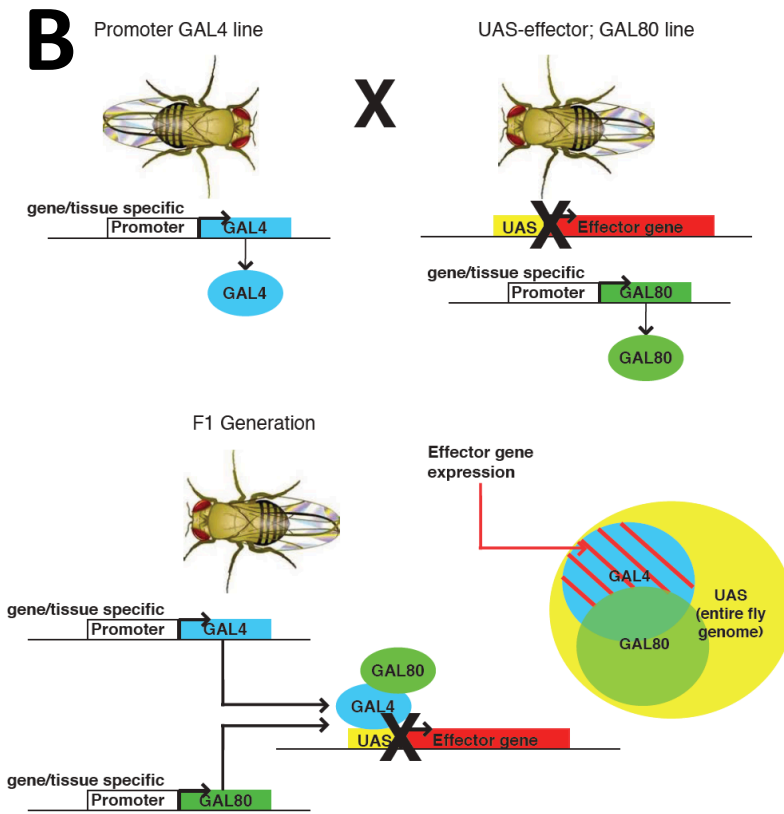 B
Promoter GAL4 line
UAS-effector; GAL80 line
X
gene/tissue specific
Promoter
GAL4
GAL4
UAS
X
Effector gene
gene/tissue specific
Promoter
GAL80
GAL80
F1 Generation
Effector gene
expression
GAL4
GAL80
UAS
(entire fly
genome)
gene/tissue specific
Promoter
GAL4
GAL80
GAL4
UAS
X
Effector gene
gene/tissue specific
Promoter
GAL80